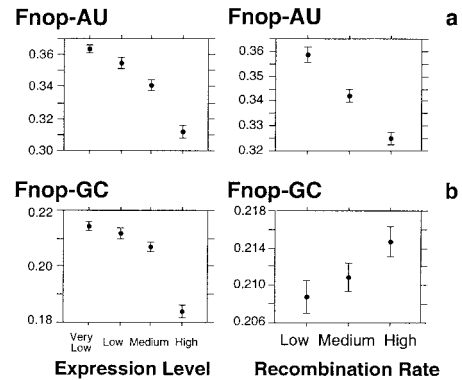 Fnop-AU
Fnop-AU
a
0.36
0.34
0.32
0.30
0.36
0.35
0.34
0.33
0.32
Fnop-GC
Fnop-GC
b
0.22
0.20
0.18
0.218
0.214
0.210
0.206
Very Low
Low
Medium
High
Low
Medium
High
Expression Level
Recombination Rate